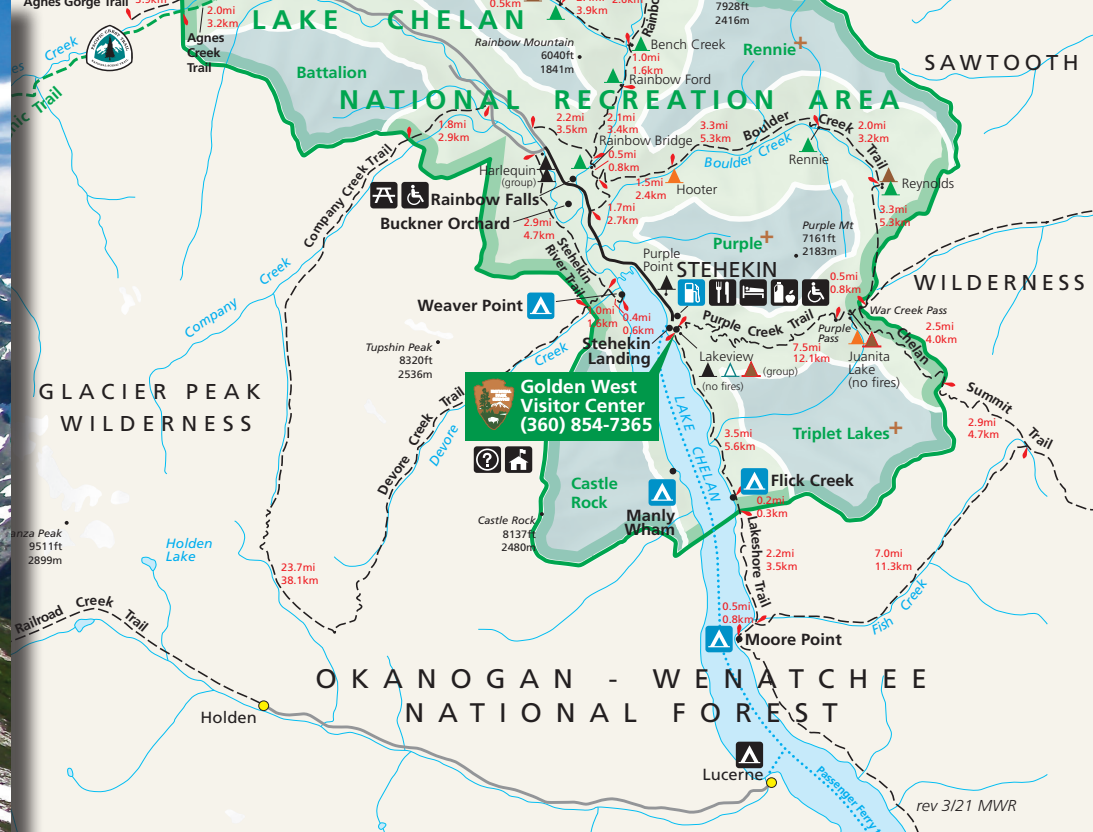 Agnes Gorge Trail
2.0mi
3.2km
Agnes
Creek
Trail
Creek
Trail
LAKE CHELAN
NATIONAL RECREATION AREA
Battalion
Rainbow Mountain
6040ft
1841m
0.5km
3.9km
7928ft
2416m
Bench Creek
1.0mi
1.6km
Rainbow Ford
Rennie
SAWTOOTH
WILDERNESS
1.8mi
2.9km
2.2mi
3.5km
2.1mi
3.4km
Rainbow Bridge
0.5mi
0.8km
3.3mi
5.3km
Boulder
Creek
Trail
Boulder Creek
2.0mi
3.2km
Rennie
Reynolds
3.3mi
5.3km
Harlequin
(group)
1.5mi
2.4km
Hooter
1.7mi
2.7km
Rainbow Falls
Buckner Orchard
2.9mi
4.7km
Stehekin
River Trail
Company Creek Trail
Company Creek
Purple
Purple Mt
7161ft
2183m
Purple
Point
STEHEKIN
0.5mi
0.8km
War Creek Pass
Weaver Point
1.0mi
1.6km
0.4mi
0.6km
Stehekin
Landing
Purple Creek Trail
7.5mi
12.1km
Purple
Pass
Juanita
Lake
(no fires)
Lakeview
(group)
(no fires)
2.5mi
4.0km
Chelan
Summit
Trail
2.9mi
4.7km
Tupshin Peak
8320ft
2536m
Creek
Devore
Devore Creek Trail
GLACIER PEAK
WILDERNESS
Golden West
Visitor Center
(360) 854-7365
LAKE CHELAN
3.5mi
5.6km
Triplet Lakes
Flick Creek
0.2mi
0.3km
Castle
Rock
Castle Rock
8137ft
2480m
Manly
Wham
9511ft
2899m
Holden
Lake
23.7mi
38.1km
Lakeshore Trail
2.2mi
3.5km
7.0mi
11.3km
Fish Creek
0.5mi
0.8km
Moore Point
Railroad Creek Trail
OKANOGAN - WENATCHEE
NATIONAL FOREST
Holden
Lucerne
Passenger Ferry
rev 3/21 MWR